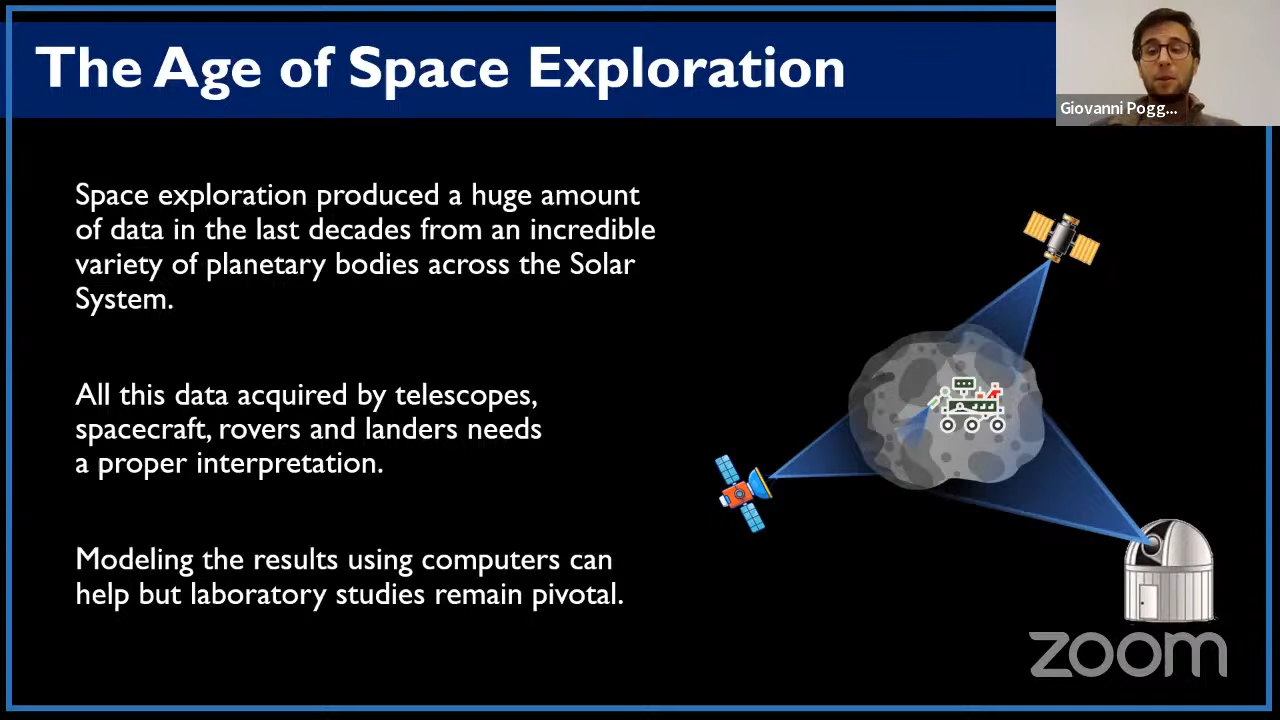 The Age of Space Exploration
Giovanni Pogg...
Space exploration produced a huge amount
of data in the last decades from an incredible
variety of planetary bodies across the Solar
System.
All this data acquired by telescopes,
spacecraft, rovers and landers needs
a proper interpretation.
Modeling the results using computers can
help but laboratory studies remain pivotal.
zoom